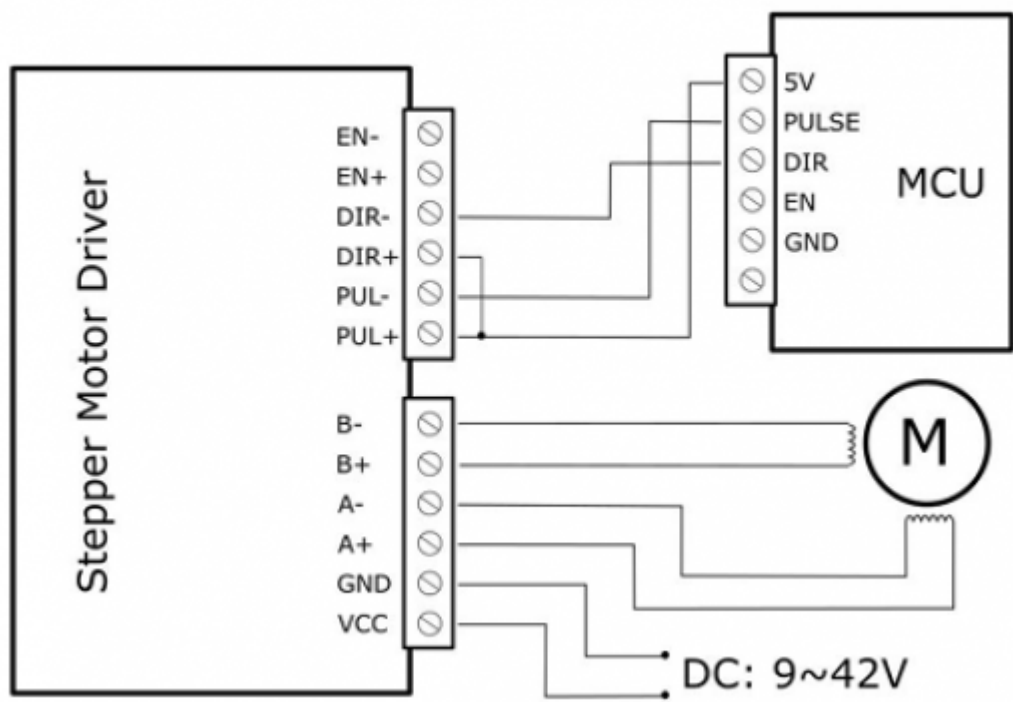 Stepper Motor Driver
EN-
EN+
DIR-
DIR+
PUL-
PUL+
B-
B+
A-
A+
GND
VCC
5V
PULSE
DIR
EN
GND
MCU
M
DC: 9~42V